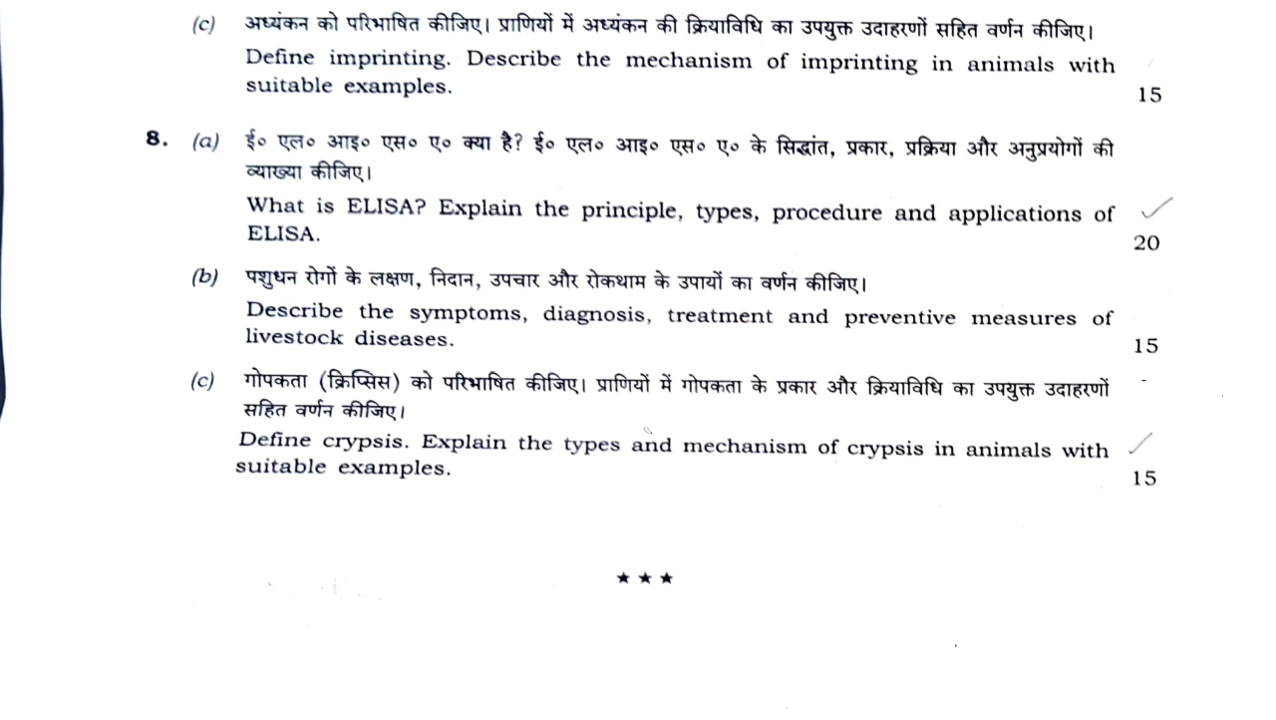 (c) अध्यंकन को परिभाषित कीजिए। प्राणियों में अध्यंकन की क्रियाविधि का उपयुक्त उदाहरणों सहित वर्णन कीजिए।
Define imprinting. Describe the mechanism of imprinting in animals with
suitable examples. 15
8. (a) ई० एल० आइ० एस० ए० क्या है? ई० एल० आइ० एस० ए० के सिद्धांत, प्रकार, प्रक्रिया और अनुप्रयोगों की
व्याख्या कीजिए।
What is ELISA? Explain the principle, types, procedure and applications of
ELISA. 20
(b) पशुधन रोगों के लक्षण, निदान, उपचार और रोकथाम के उपायों का वर्णन कीजिए।
Describe the symptoms, diagnosis, treatment and preventive measures of
livestock diseases. 15
(c) गोपकता (क्रिप्सिस) को परिभाषित कीजिए। प्राणियों में गोपकता के प्रकार और क्रियाविधि का उपयुक्त उदाहरणों
सहित वर्णन कीजिए।
Define crypsis. Explain the types and mechanism of crypsis in animals with
suitable examples. 15
★ ★ ★